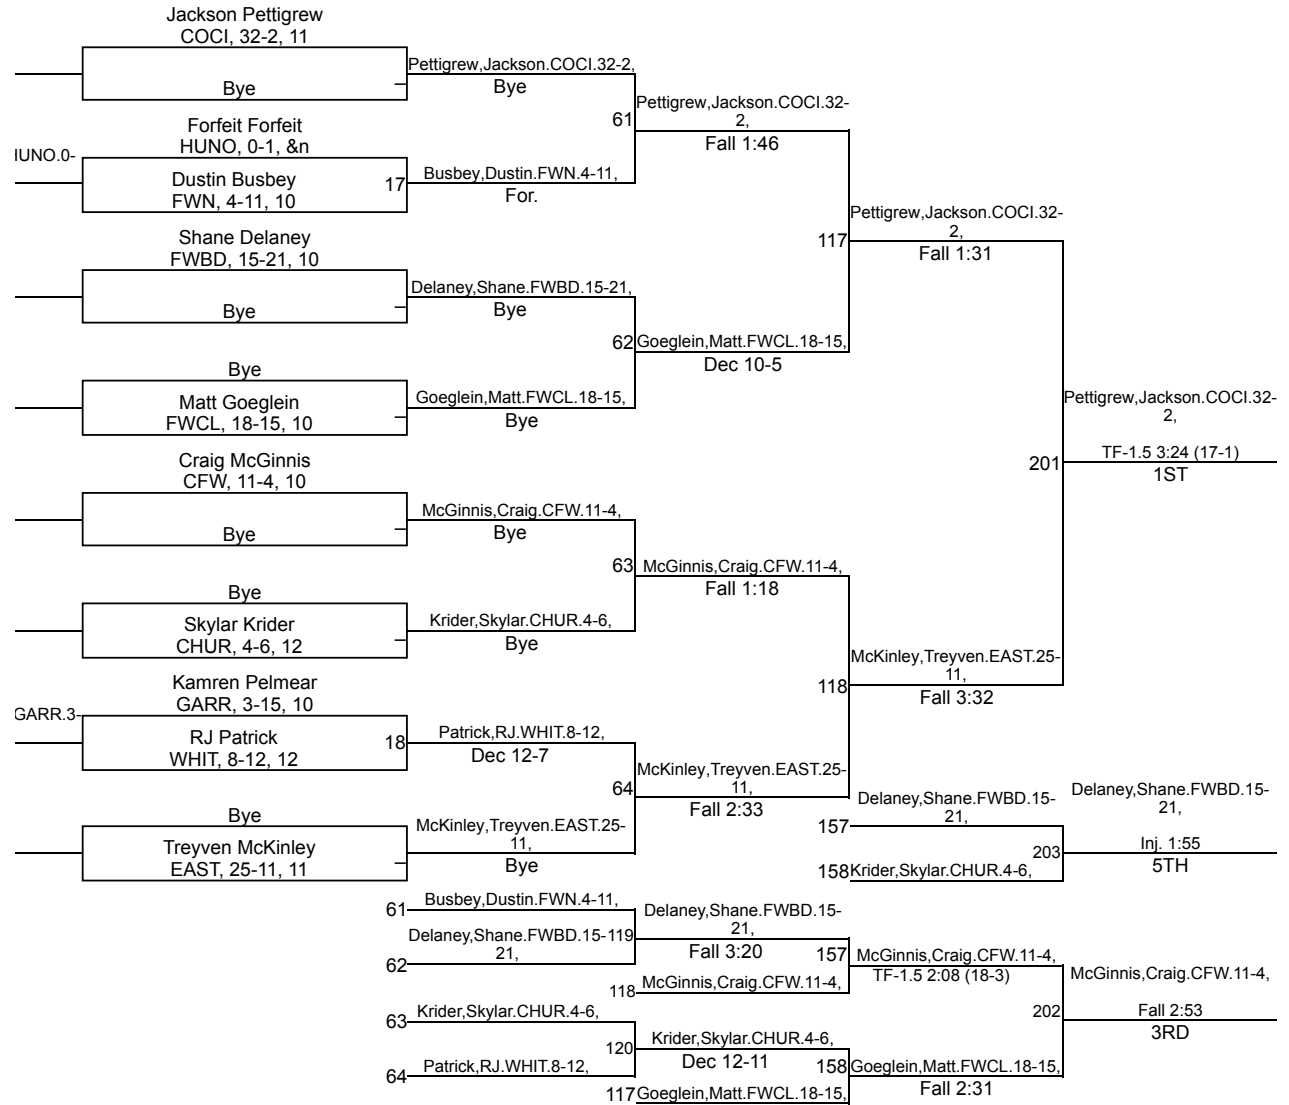 Jackson Pettigrew
COCI, 32-2, 11
Bye
Pettigrew,Jackson.COCI.32-2,
Bye
61
Pettigrew,Jackson.COCI.32-
2,
Fall 1:46
Forfeit Forfeit
HUNO, 0-1, &n
HUNO.0-
Dustin Busbey
FWN, 4-11, 10
17
Busbey,Dustin.FWN.4-11,
For.
Shane Delaney
FWBD, 15-21, 10
Bye
Delaney,Shane.FWBD.15-21,
Bye
117
Pettigrew,Jackson.COCI.32-
2,
Fall 1:31
62
Goeglein,Matt.FWCL.18-15,
Dec 10-5
Bye
Matt Goeglein
FWCL, 18-15, 10
Goeglein,Matt.FWCL.18-15,
Bye
Craig McGinnis
CFW, 11-4, 10
Bye
McGinnis,Craig.CFW.11-4,
Bye
201
Pettigrew,Jackson.COCI.32-
2,
TF-1.5 3:24 (17-1)
1ST
63
McGinnis,Craig.CFW.11-4,
Fall 1:18
Bye
Skylar Krider
CHUR, 4-6, 12
Krider,Skylar.CHUR.4-6,
Bye
Kamren Pelmear
GARR, 3-15, 10
GARR.3-
RJ Patrick
WHIT, 8-12, 12
18
Patrick,RJ.WHIT.8-12,
Dec 12-7
118
McKinley,Treyven.EAST.25-
11,
Fall 3:32
64
McKinley,Treyven.EAST.25-
11,
Fall 2:33
Bye
Treyven McKinley
EAST, 25-11, 11
McKinley,Treyven.EAST.25-
11,
Bye
157
Delaney,Shane.FWBD.15-
21,
158
Krider,Skylar.CHUR.4-6,
203
Delaney,Shane.FWBD.15-
21,
Inj. 1:55
5TH
61
Busbey,Dustin.FWN.4-11,
62
Delaney,Shane.FWBD.15-
21,
119
Delaney,Shane.FWBD.15-
21,
Fall 3:20
118
McGinnis,Craig.CFW.11-4,
157
McGinnis,Craig.CFW.11-4,
TF-1.5 2:08 (18-3)
63
Krider,Skylar.CHUR.4-6,
64
Patrick,RJ.WHIT.8-12,
120
Krider,Skylar.CHUR.4-6,
Dec 12-11
117
Goeglein,Matt.FWCL.18-15,
158
Goeglein,Matt.FWCL.18-15,
Fall 2:31
202
McGinnis,Craig.CFW.11-4,
Fall 2:53
3RD